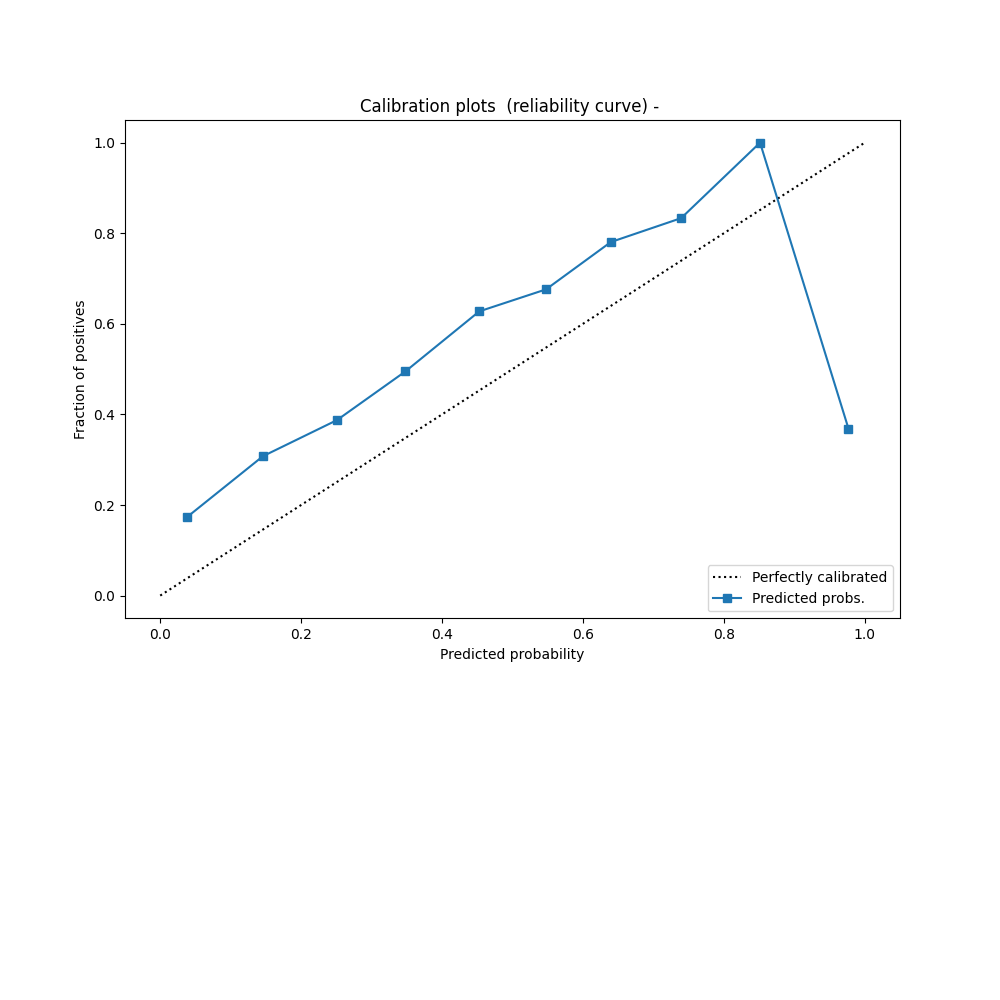 Calibration plots  (reliability curve) -
Fraction of positives
1.0
0.8
0.6
0.4
0.2
0.0
0.0 0.2 0.4 0.6 0.8 1.0
Predicted probability
Perfectly calibrated
Predicted probs.